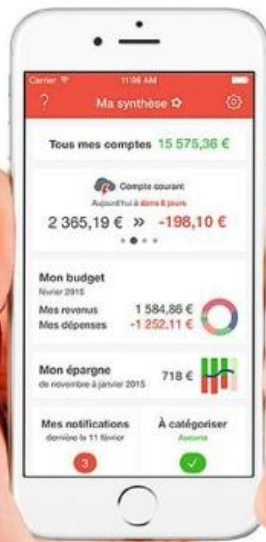 Carrier 11:06 AM
? Ma synthèse
Tous mes comptes 15 575,36 €
Compte courant
Aujourd'hui à dans 6 jours
2 365,19 € » -198,10 €
Mon budget
février 2015
Mes revenus 1 584,86 €
Mes dépenses -1 252,11 €
Mon épargne
de novembre à janvier 2015
718 €
Mes notifications
dernière le 11 février
3
À catégoriser
Aucune